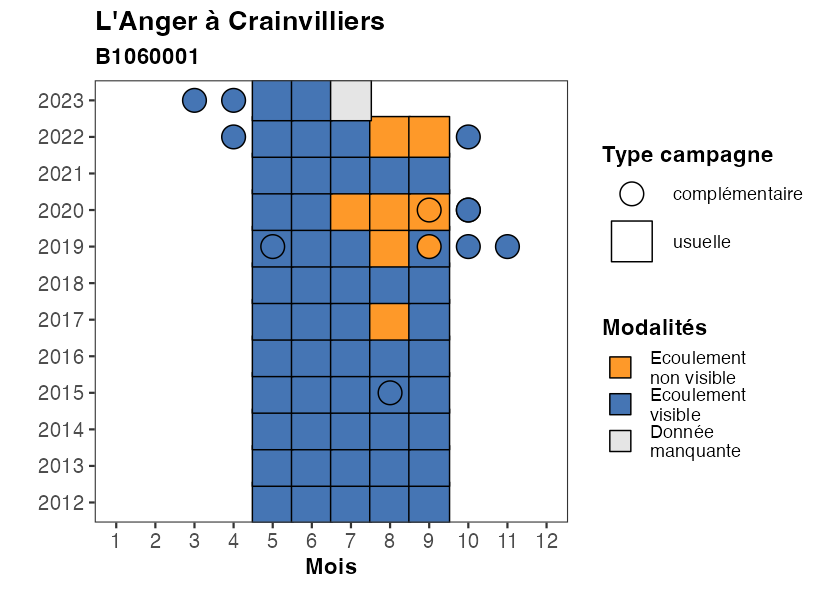 L'Anger à Crainvilliers
B1060001
2023
2022
2021
2020
2019
2018
2017
2016
2015
2014
2013
2012
1 2 3 4 5 6 7 8 9 10 11 12
Mois
Type campagne
complémentaire
usuelle
Modalités
Ecoulement
non visible
Ecoulement
visible
Donnée
manquante